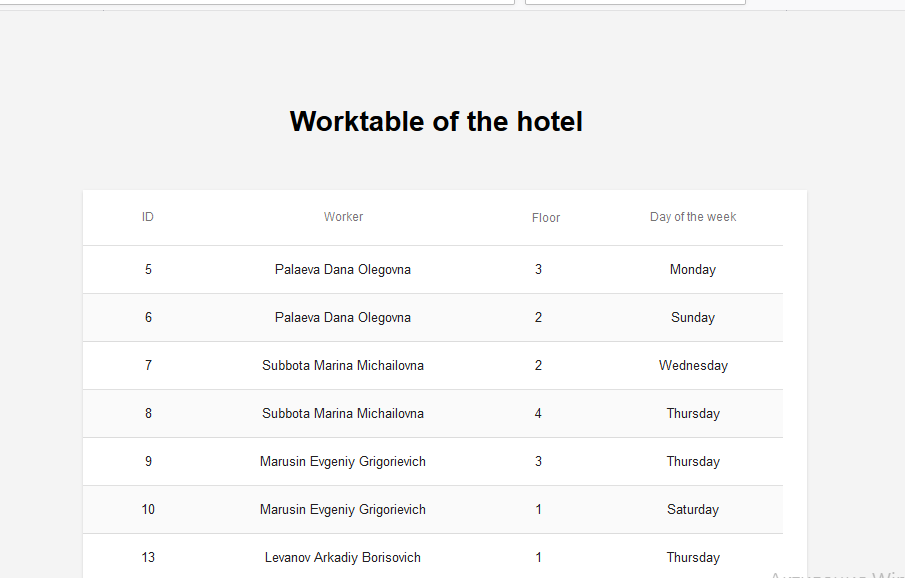 Worktable of the hotel
ID Worker Floor Day of the week
5 Palaeva Dana Olegovna 3 Monday
6 Palaeva Dana Olegovna 2 Sunday
7 Subbota Marina Michailovna 2 Wednesday
8 Subbota Marina Michailovna 4 Thursday
9 Marusin Evgeniy Grigorievich 3 Thursday
10 Marusin Evgeniy Grigorievich 1 Saturday
13 Levanov Arkadiy Borisovich 1 Thursday